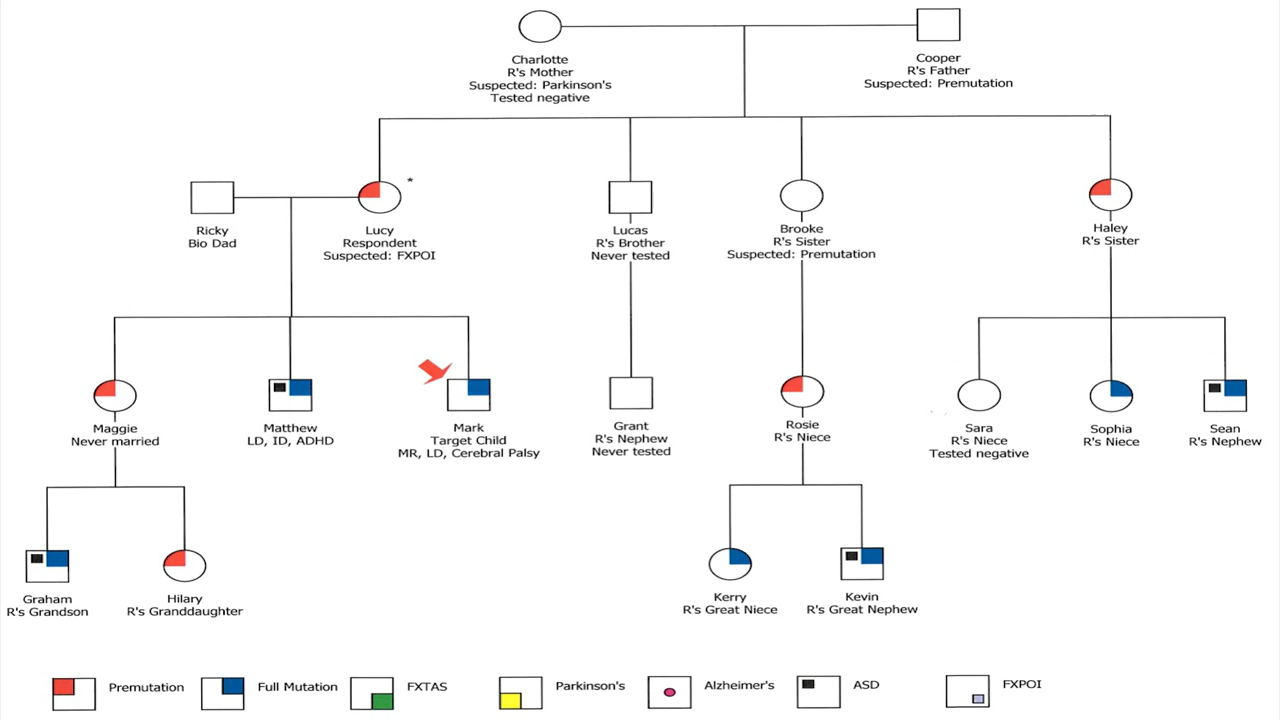 Charlotte
R's Mother
Suspected: Parkinson's
Tested negative
Cooper
R's Father
Suspected: Premutation
*
Ricky
Bio Dad
Lucy
Respondent
Suspected: FXPOI
Lucas
R's Brother
Never tested
Brooke
R's Sister
Suspected: Premutation
Haley
R's Sister
Maggie
Never married
Matthew
LD, ID, ADHD
Mark
Target Child
MR, LD, Cerebral Palsy
Grant
R's Nephew
Never tested
Rosie
R's Niece
Sara
R's Niece
Tested negative
Sophia
R's Niece
Sean
R's Nephew
Graham
R's Grandson
Hilary
R's Granddaughter
Kerry
R's Great Niece
Kevin
R's Great Nephew
Premutation
Full Mutation
FXTAS
Parkinson's
Alzheimer's
ASD
FXPOI